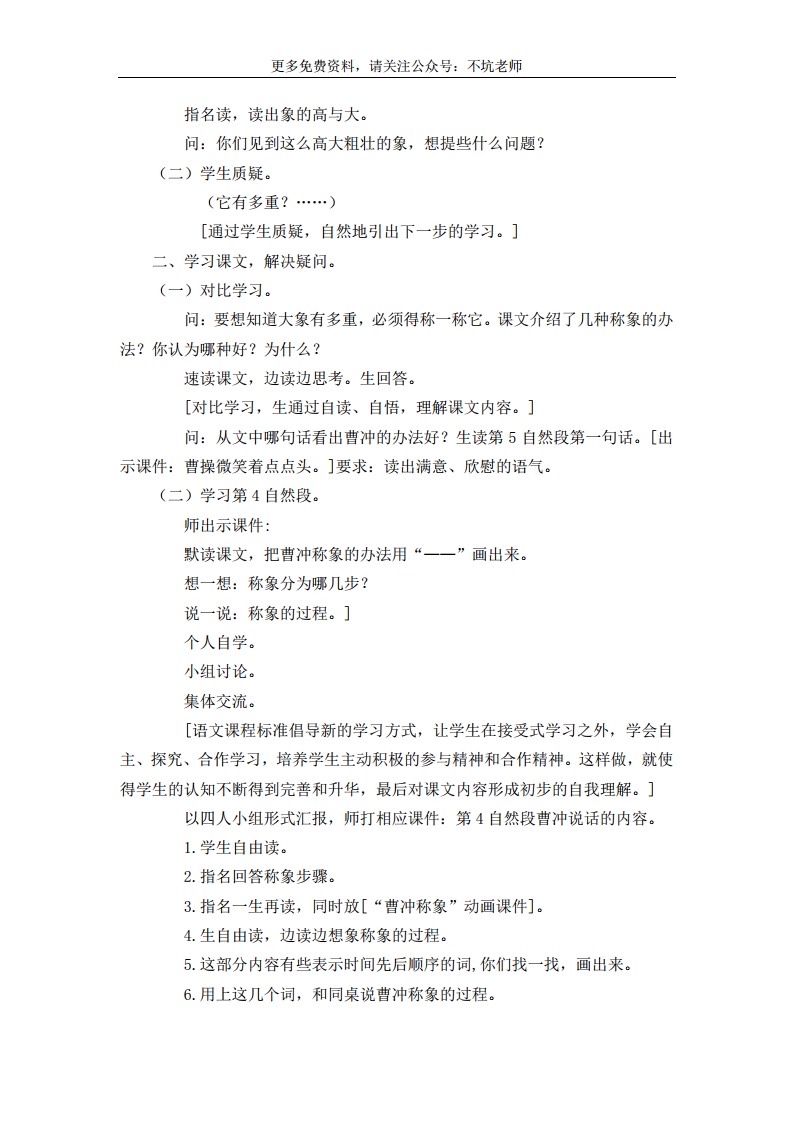 更多免费资料，请关注公众号：不坑老师
指名读，读出象的高与大。
问：你们见到这么高大粗壮的象，想提些什么问题？
（二）学生质疑。
（它有多重？……）
[通过学生质疑，自然地引出下一步的学习。]
二、学习课文，解决疑问。
（一）对比学习。
问：要想知道大象有多重，必须得称一称它。课文介绍了几种称象的办
法？你认为哪种好？为什么？
速读课文，边读边思考。生回答。
[对比学习，生通过自读、自悟，理解课文内容。]
问：从文中哪句话看出曹冲的办法好？生读第 5 自然段第一句话。[出
示课件：曹操微笑着点点头。]要求：读出满意、欣慰的语气。
（二）学习第 4 自然段。
师出示课件:
默读课文，把曹冲称象的办法用“——”画出来。
想一想：称象分为哪几步？
说一说：称象的过程。]
个人自学。
小组讨论。
集体交流。
[语文课程标准倡导新的学习方式，让学生在接受式学习之外，学会自
主、探究、合作学习，培养学生主动积极的参与精神和合作精神。这样做，就使
得学生的认知不断得到完善和升华，最后对课文内容形成初步的自我理解。]
以四人小组形式汇报，师打相应课件：第 4 自然段曹冲说话的内容。
1.学生自由读。
2.指名回答称象步骤。
3.指名一生再读，同时放[“曹冲称象”动画课件]。
4.生自由读，边读边想象称象的过程。
5.这部分内容有些表示时间先后顺序的词,你们找一找，画出来。
6.用上这几个词，和同桌说曹冲称象的过程。